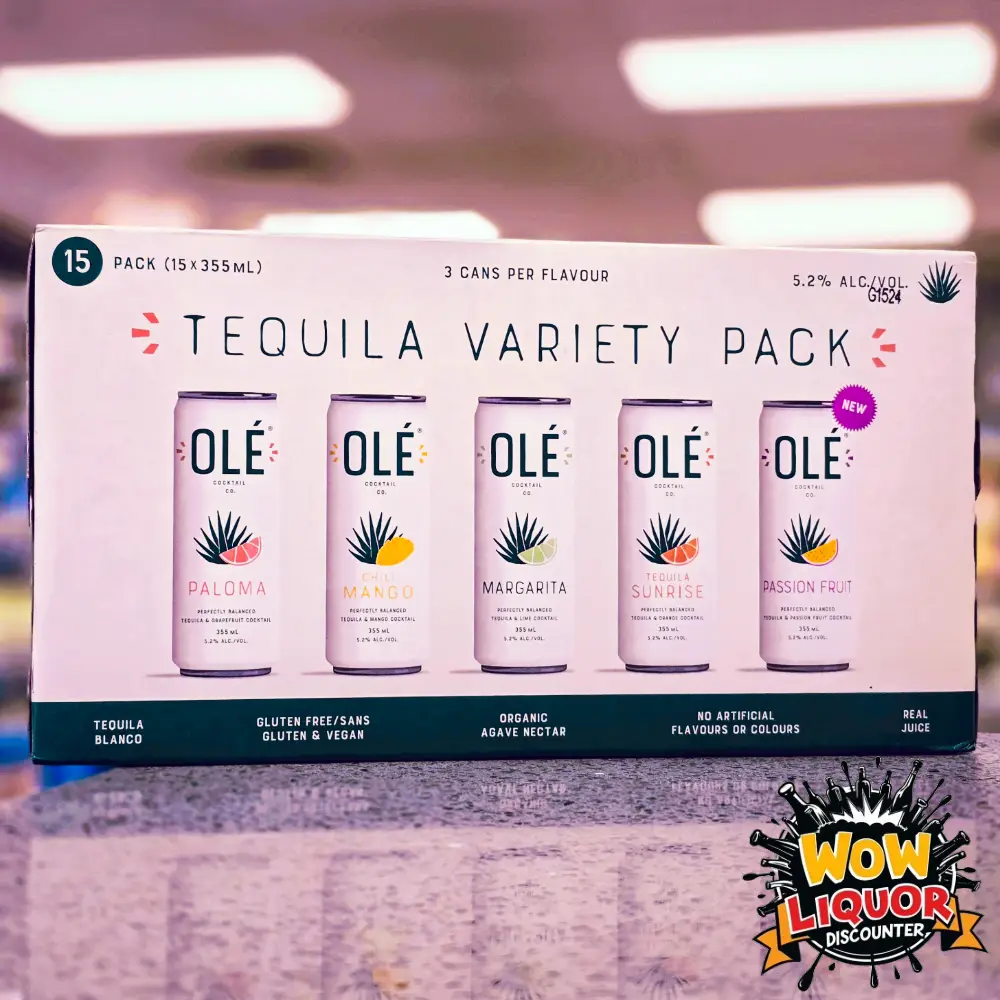 15 PACK (15 x 355 mL)
3 CANS PER FLAVOUR
5.2% ALC./VOL.
G1524
TEQUILA VARIETY PACK
NEW
OLÉ®
COCKTAIL
CO.
PALOMA
PERFECTLY BALANCED
TEQUILA & GRAPEFRUIT COCKTAIL
355 mL
5.2% ALC./VOL.
OLÉ®
COCKTAIL
CO.
CHILI
MANGO
PERFECTLY BALANCED
TEQUILA & MANGO COCKTAIL
355 mL
5.2% ALC./VOL.
OLÉ®
COCKTAIL
CO.
MARGARITA
PERFECTLY BALANCED
TEQUILA & LIME COCKTAIL
355 mL
5.2% ALC./VOL.
OLÉ®
COCKTAIL
CO.
TEQUILA
SUNRISE
PERFECTLY BALANCED
TEQUILA & ORANGE COCKTAIL
355 mL
5.2% ALC./VOL.
OLÉ®
COCKTAIL
CO.
PASSION FRUIT
PERFECTLY BALANCED
TEQUILA & PASSION FRUIT COCKTAIL
355 mL
5.2% ALC./VOL.
TEQUILA
BLANCO
GLUTEN FREE/SANS
GLUTEN & VEGAN
ORGANIC
AGAVE NECTAR
NO ARTIFICIAL
FLAVOURS OR COLOURS
REAL
JUICE
WOW
LIQUOR
DISCOUNTER